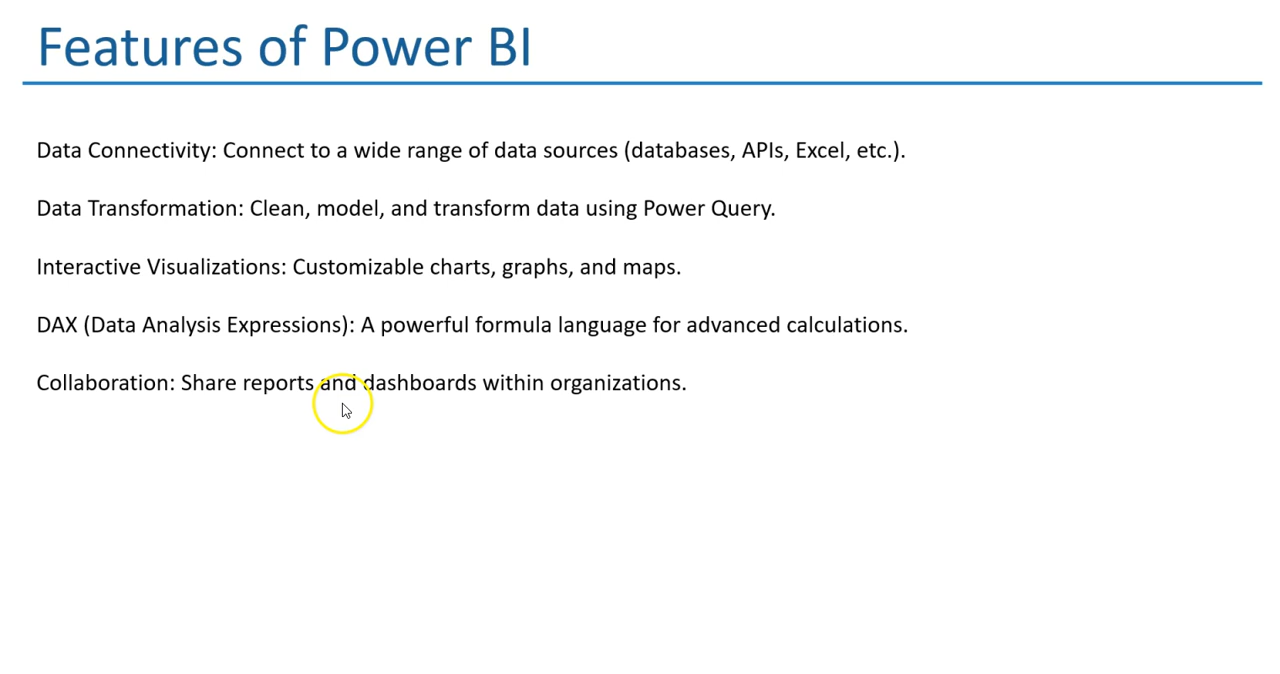 Features of Power BI
Data Connectivity: Connect to a wide range of data sources (databases, APIs, Excel, etc.).
Data Transformation: Clean, model, and transform data using Power Query.
Interactive Visualizations: Customizable charts, graphs, and maps.
DAX (Data Analysis Expressions): A powerful formula language for advanced calculations.
Collaboration: Share reports and dashboards within organizations.